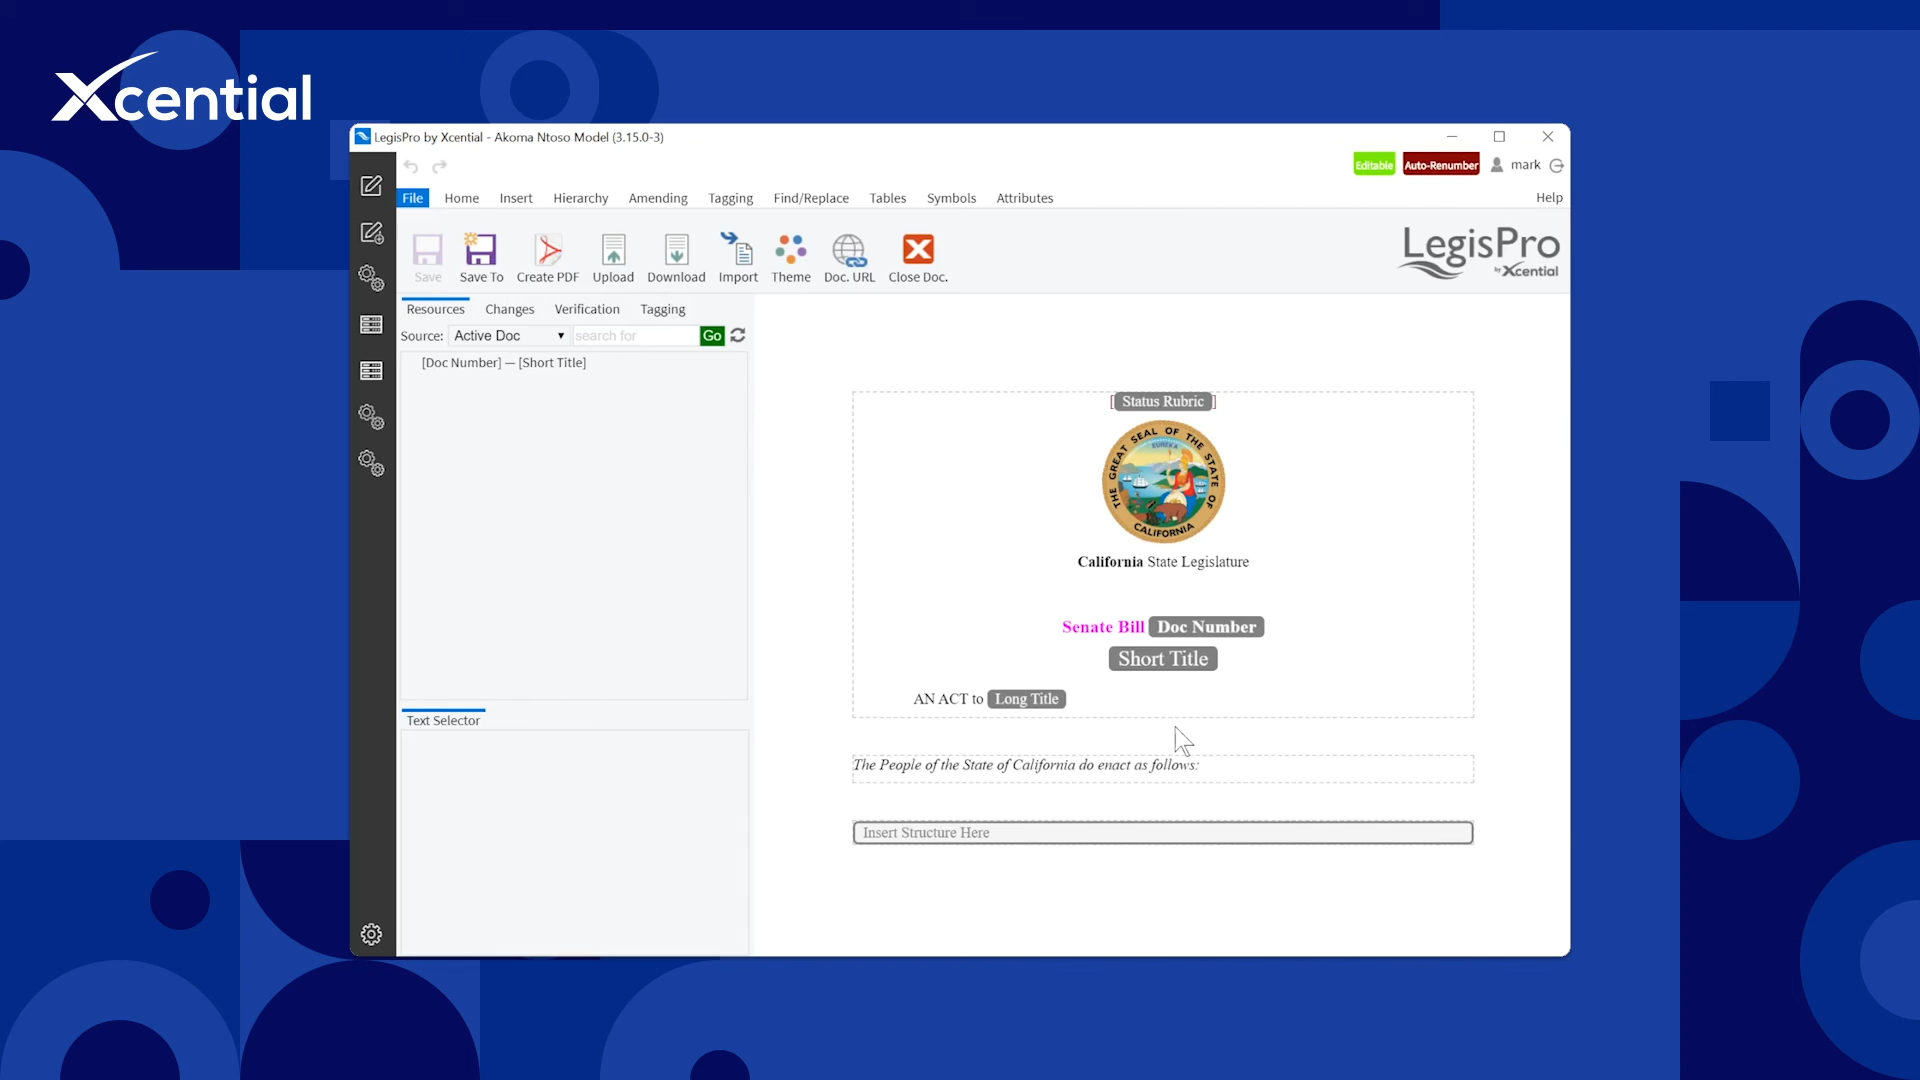 Xcential
LegisPro by Xcential - Akoma Ntoso Model (3.15.0-3)
Editable Auto-Renumber mark
File Home Insert Hierarchy Amending Tagging Find/Replace Tables Symbols Attributes Help
Save Save To Create PDF Upload Download Import Theme Doc. URL Close Doc.
LegisPro
by Xcential
Resources Changes Verification Tagging
Source: Active Doc search for Go
[Doc Number] — [Short Title]
Text Selector
[ Status Rubric ]
THE GREAT SEAL OF THE STATE OF CALIFORNIA
EUREKA
California State Legislature
Senate Bill Doc Number
Short Title
AN ACT to Long Title
The People of the State of California do enact as follows:
Insert Structure Here